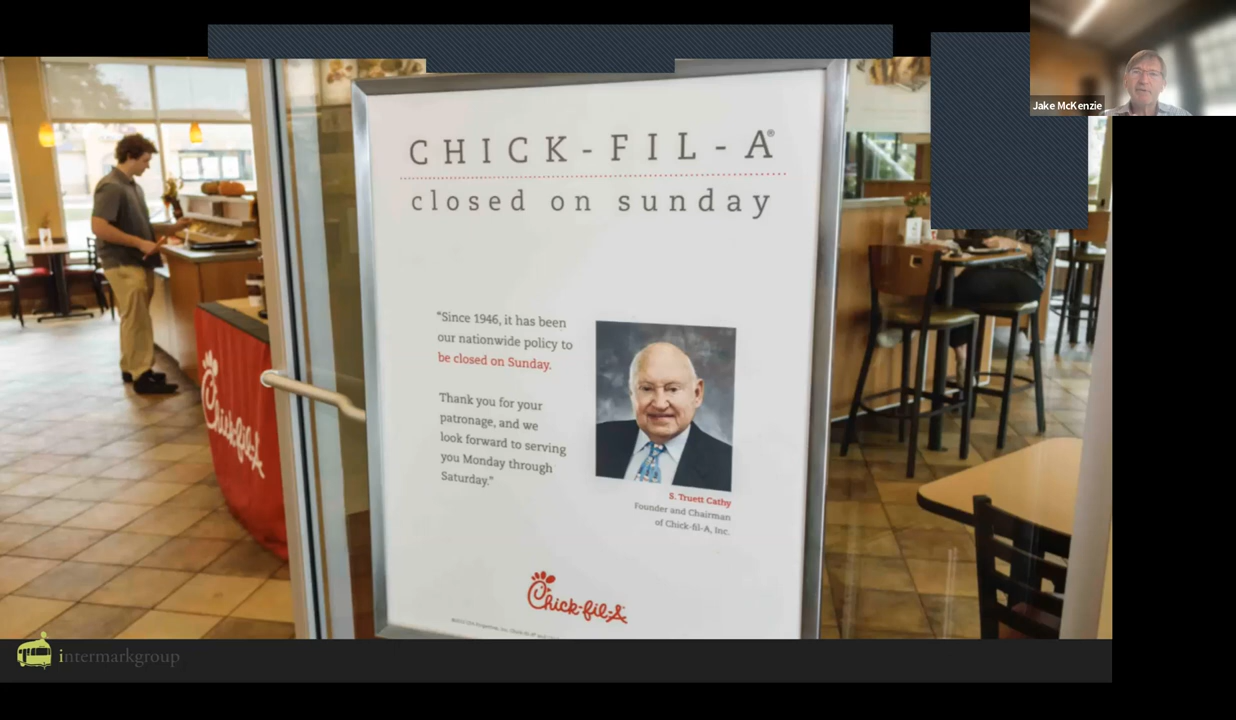 Jake McKenzie
CHICK-FIL-A®
closed on sunday
"Since 1946, it has been
our nationwide policy to
be closed on Sunday.
Thank you for your
patronage, and we
look forward to serving
you Monday through
Saturday."
S. Truett Cathy
Founder and Chairman
of Chick-fil-A, Inc.
Chick-fil-A
Chick-fil-A
intermarkgroup